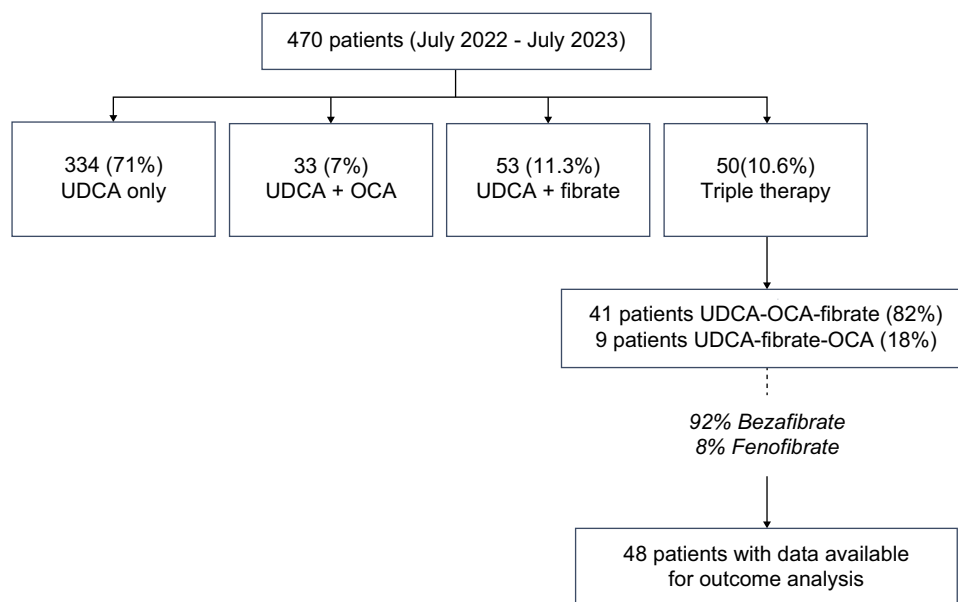 470 patients (July 2022 - July 2023)
334 (71%)
UDCA only
33 (7%)
UDCA + OCA
53 (11.3%)
UDCA + fibrate
50(10.6%)
Triple therapy
41 patients UDCA-OCA-fibrate (82%)
9 patients UDCA-fibrate-OCA (18%)
92% Bezafibrate
8% Fenofibrate
48 patients with data available
for outcome analysis